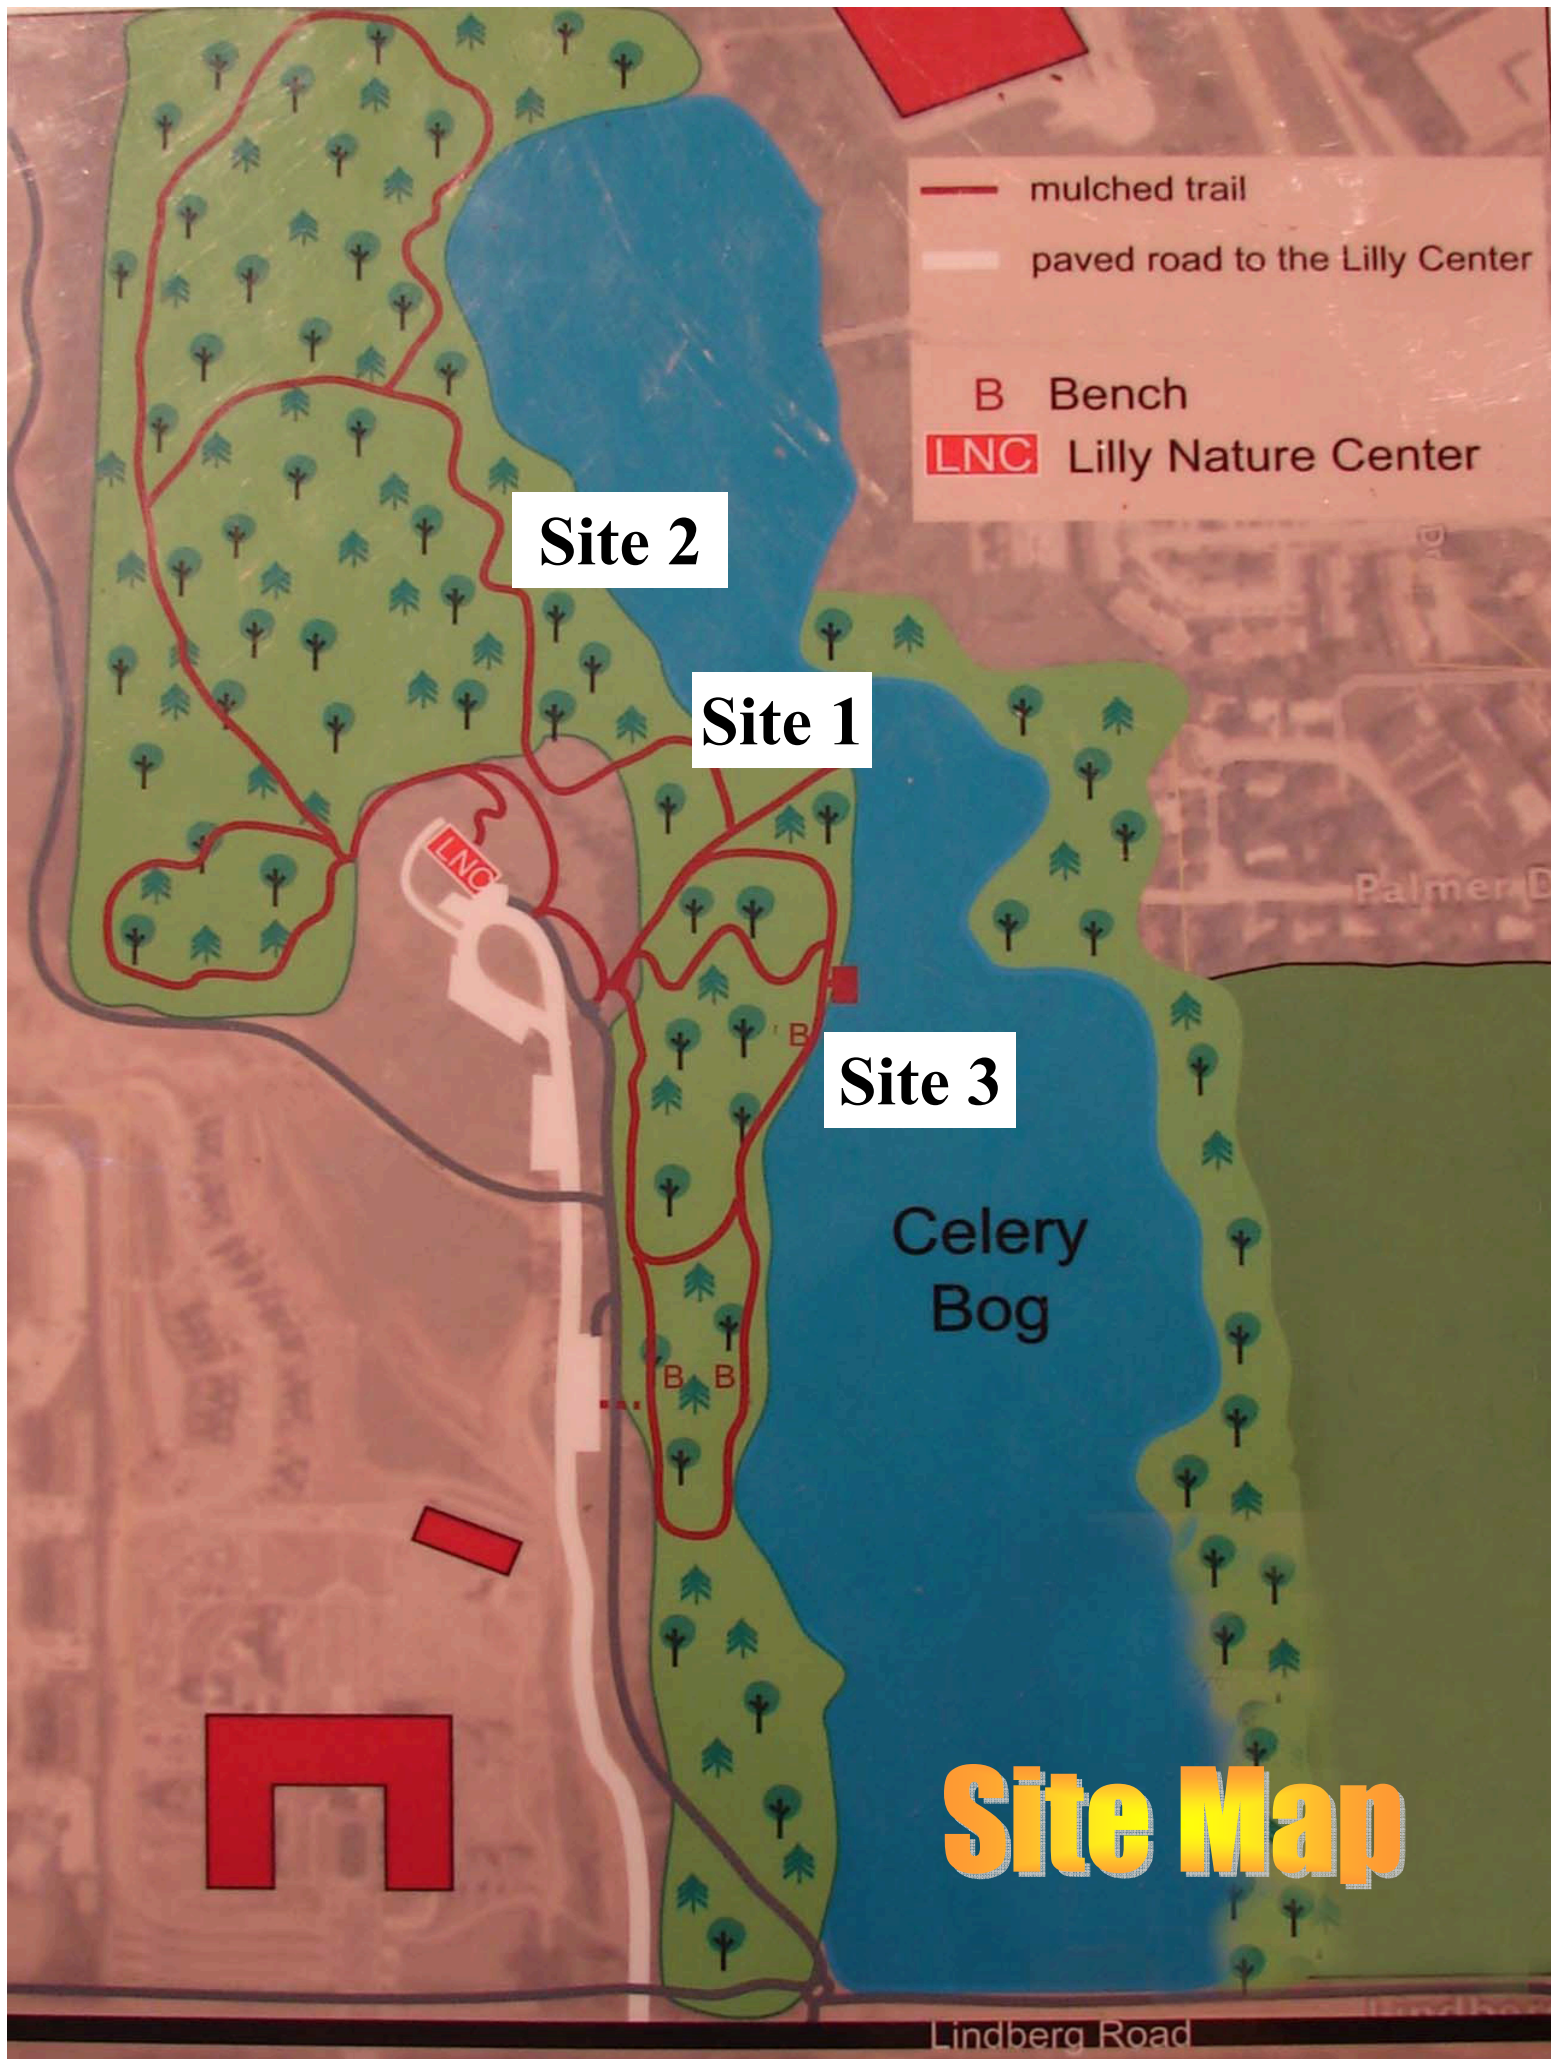 mulched trail
paved road to the Lilly Center
B Bench
LNC Lilly Nature Center
Site 2
Site 1
LNC
Palmer D
B
Site 3
Celery
Bog
B B
Site Map
Lindberg Road